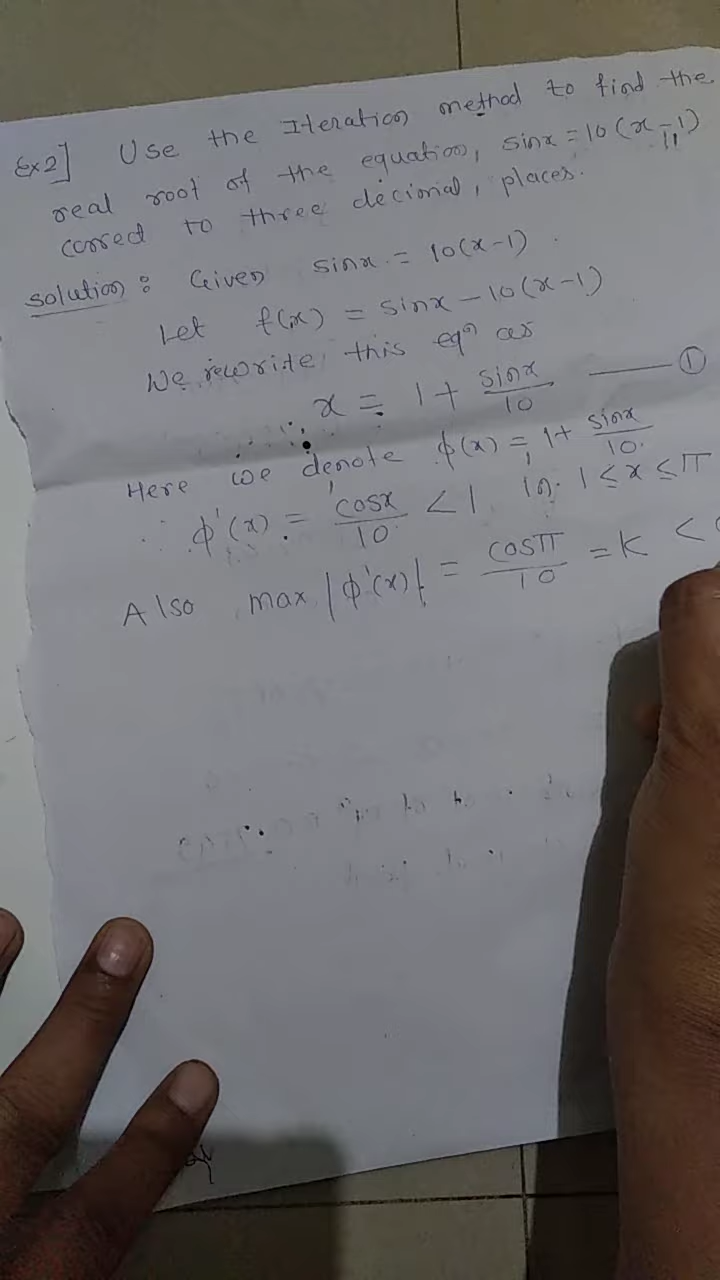 Ex2] Use the Iteration method to find the
real root of the equation, sinx = 10(x-1)
correct to three decimal, places.
Solution: Given sinx = 10(x-1)
Let f(x) = sinx - 10(x-1)
We rewrite this eqn as
x = 1 + sinx/10 — ①
Here we denote ϕ(x) = 1 + sinx/10.
∴ ϕ'(x) = cosx/10 < 1 in 1 ≤ x ≤ π
Also max |ϕ'(x)| = cosπ/10 = K <